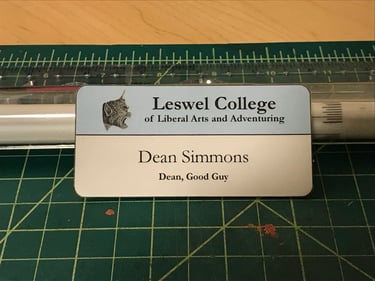 Leswel College
of Liberal Arts and Adventuring
Dean Simmons
Dean, Good Guy